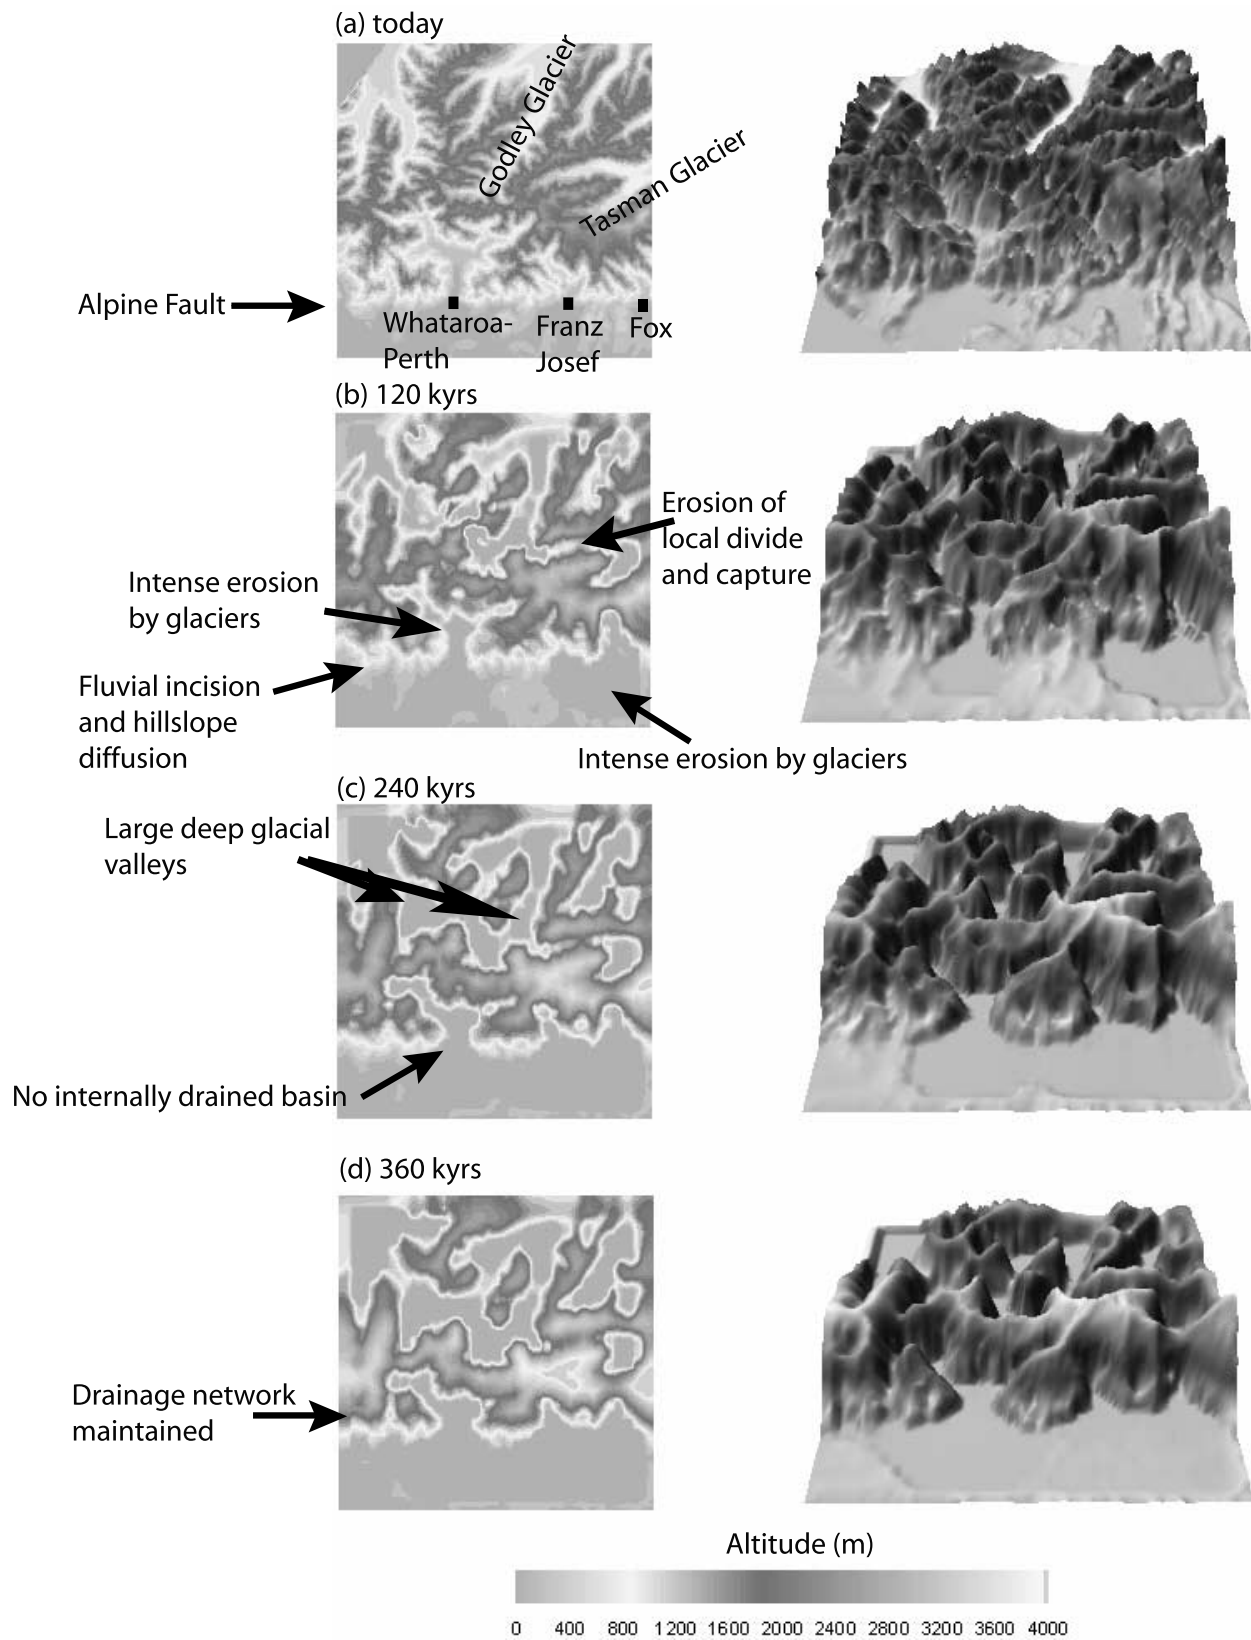 (a) today
Godley Glacier
Tasman Glacier
Alpine Fault
Whataroa-
Perth
Franz
Josef
Fox
(b) 120 kyrs
Erosion of
local divide
and capture
Intense erosion
by glaciers
Fluvial incision
and hillslope
diffusion
Intense erosion by glaciers
(c) 240 kyrs
Large deep glacial
valleys
No internally drained basin
(d) 360 kyrs
Drainage network
maintained
Altitude (m)
0 400 800 1200 1600 2000 2400 2800 3200 3600 4000